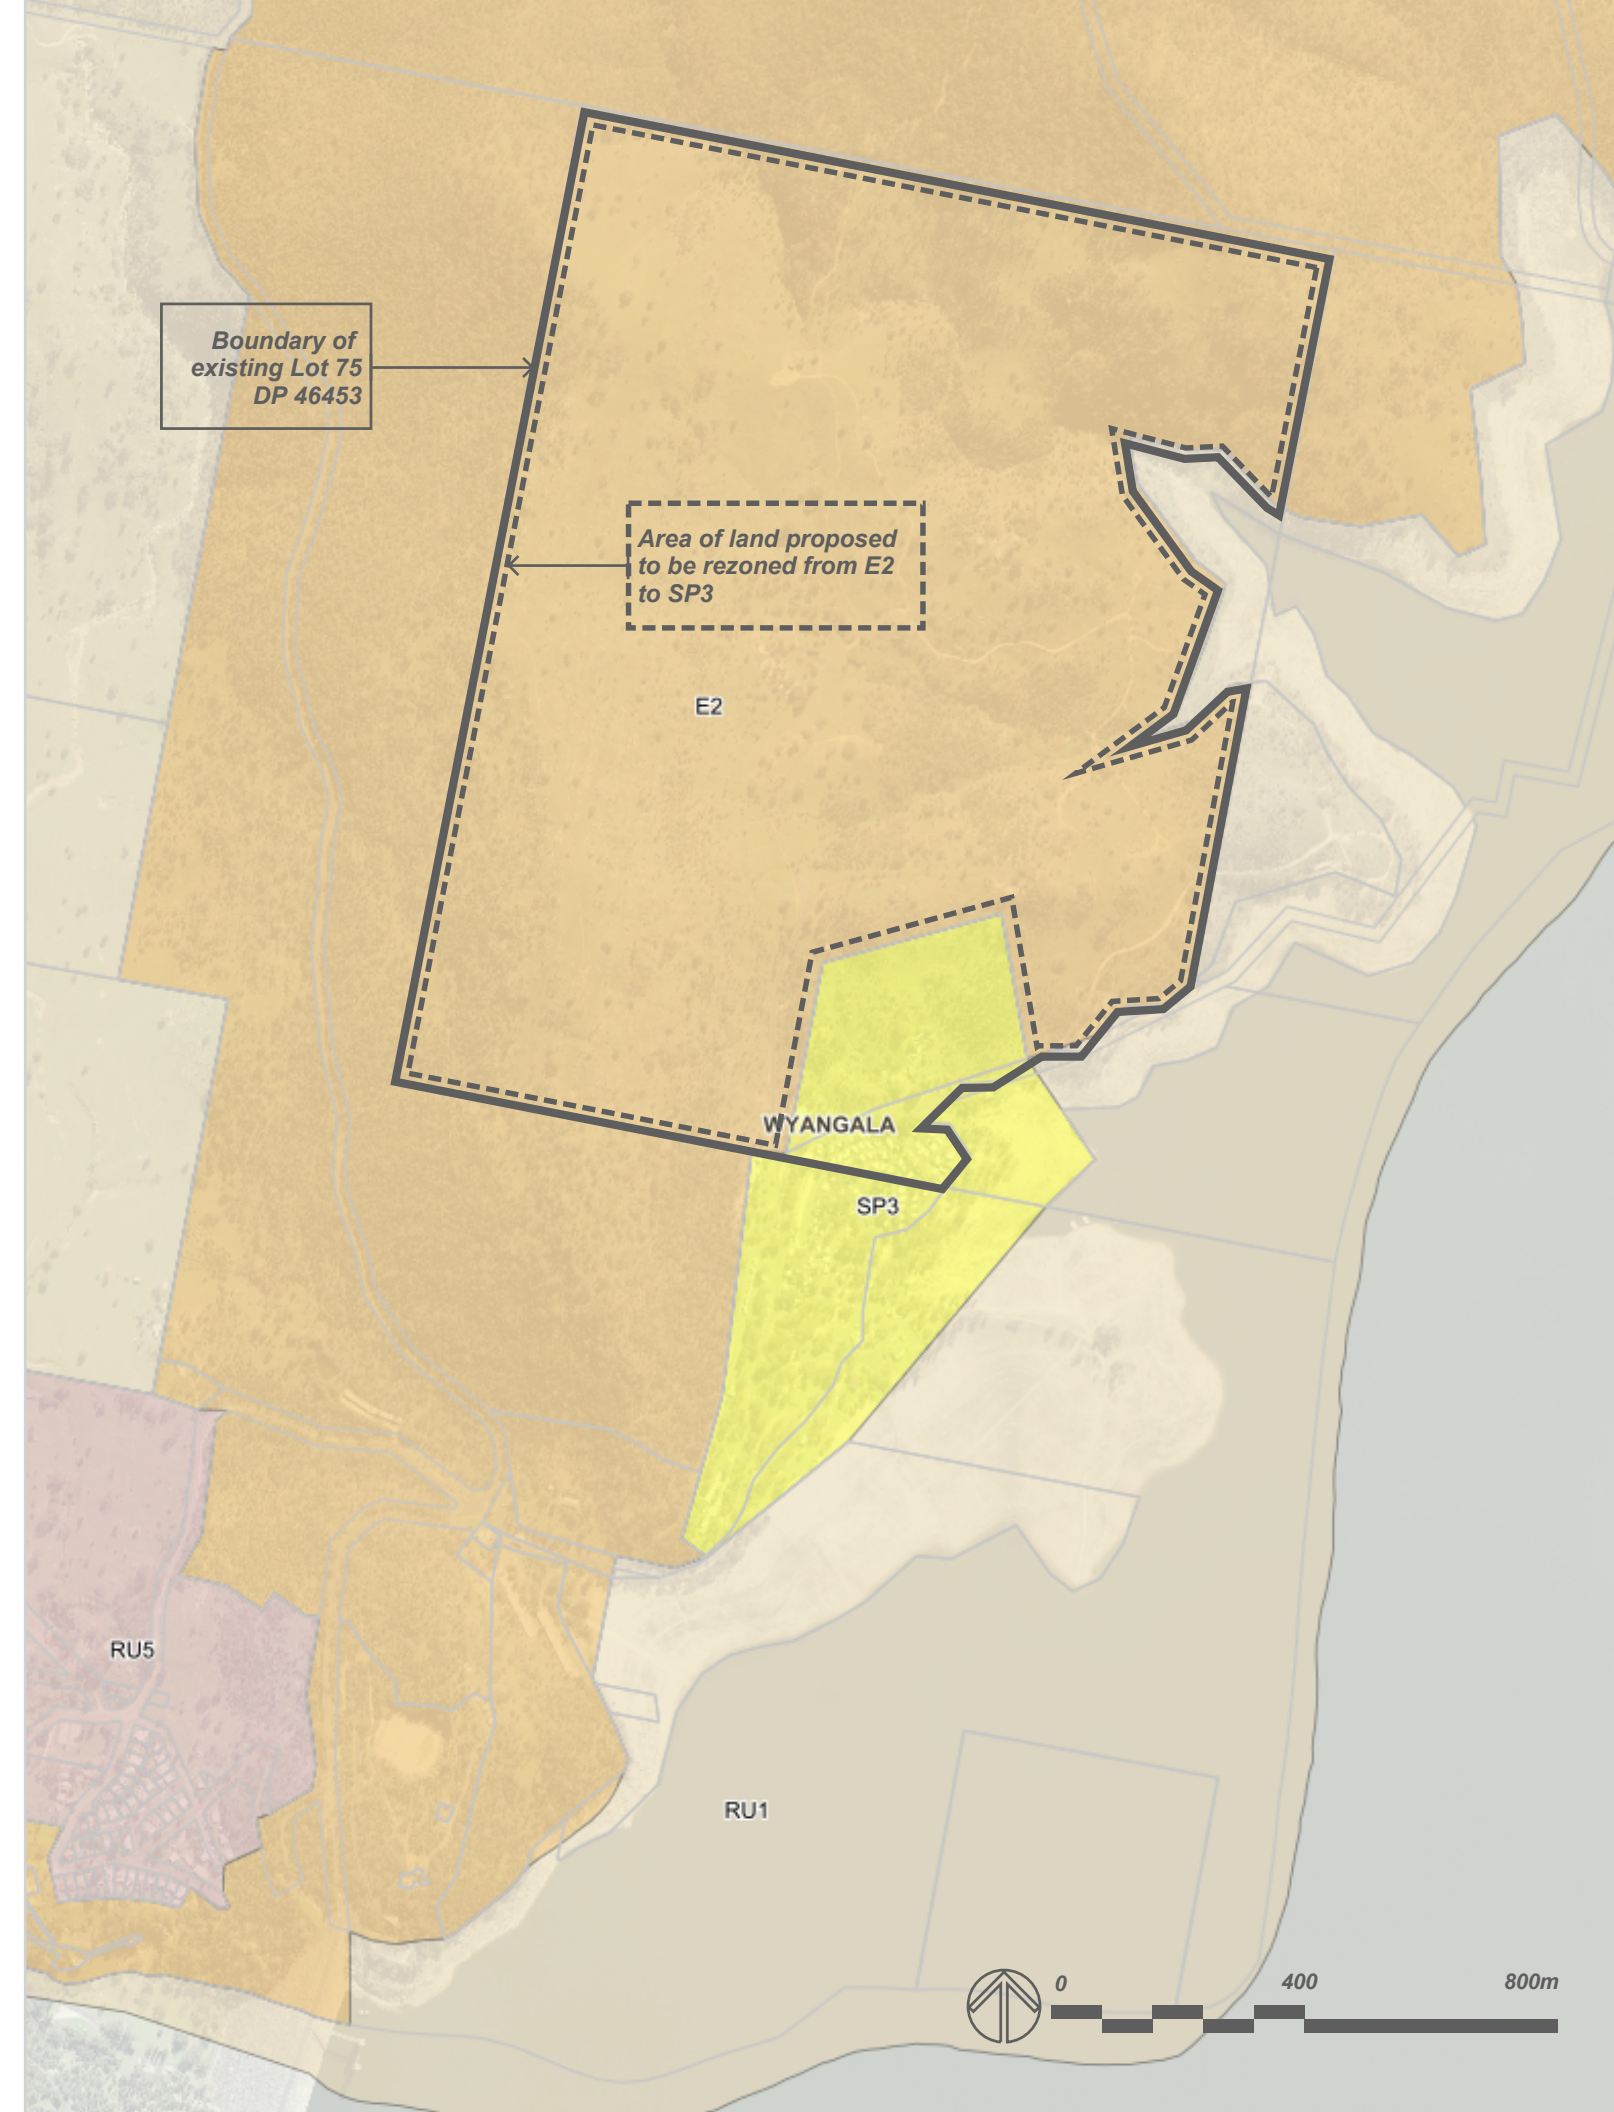 Boundary of
existing Lot 75
DP 46453
Area of land proposed
to be rezoned from E2
to SP3
E2
WYANGALA
SP3
RU5
RU1
0 400 800m